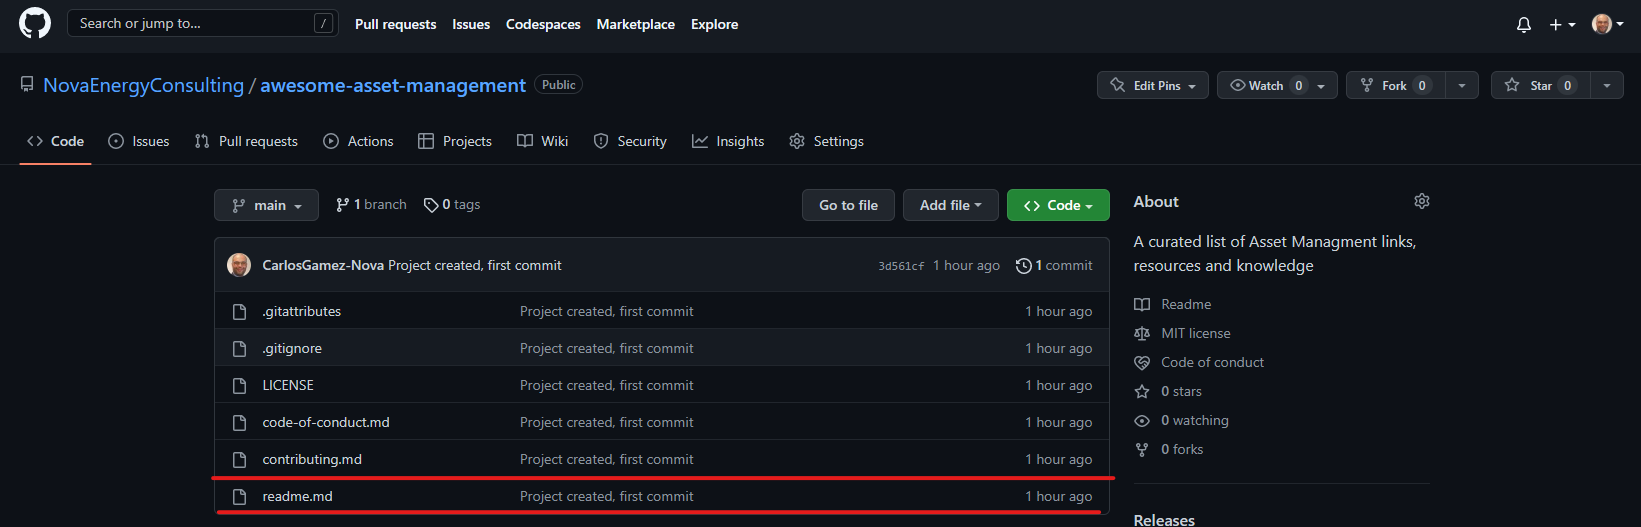 Search or jump to... /
Pull requests Issues Codespaces Marketplace Explore
NovaEnergyConsulting / awesome-asset-management Public
Edit Pins Watch 0 Fork 0 Star 0
Code Issues Pull requests Actions Projects Wiki Security Insights Settings
main 1 branch 0 tags Go to file Add file Code
CarlosGamez-Nova Project created, first commit 3d561cf 1 hour ago 1 commit
.gitattributes Project created, first commit 1 hour ago
.gitignore Project created, first commit 1 hour ago
LICENSE Project created, first commit 1 hour ago
code-of-conduct.md Project created, first commit 1 hour ago
contributing.md Project created, first commit 1 hour ago
readme.md Project created, first commit 1 hour ago
About
A curated list of Asset Managment links,
resources and knowledge
Readme
MIT license
Code of conduct
0 stars
0 watching
0 forks
Releases